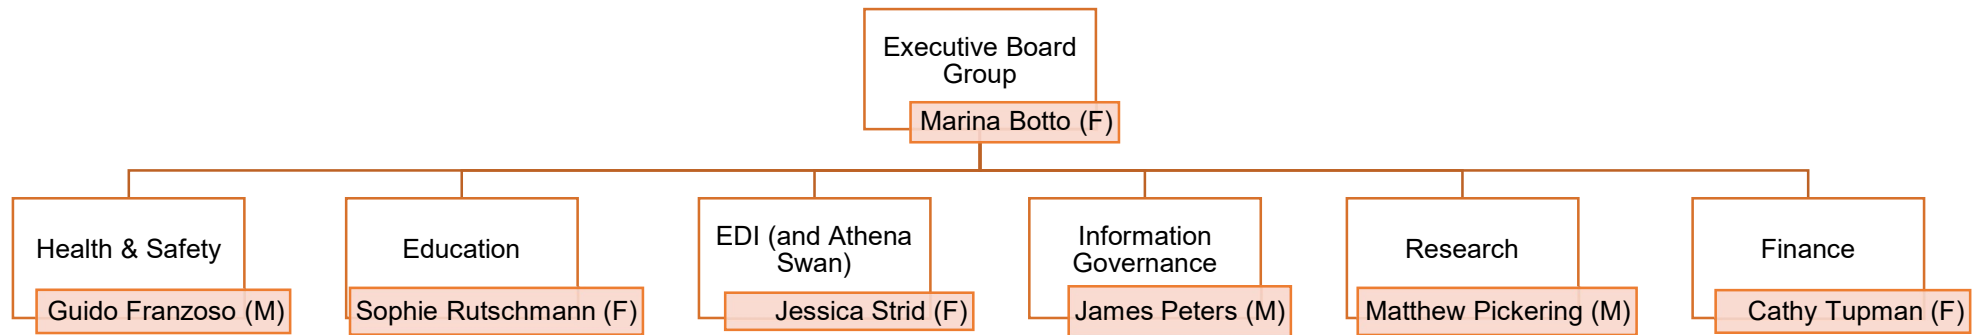 Executive Board
Group
Marina Botto (F)
Health & Safety
Guido Franzoso (M)
Education
Sophie Rutschmann (F)
EDI (and Athena
Swan)
Jessica Strid (F)
Information
Governance
James Peters (M)
Research
Matthew Pickering (M)
Finance
Cathy Tupman (F)